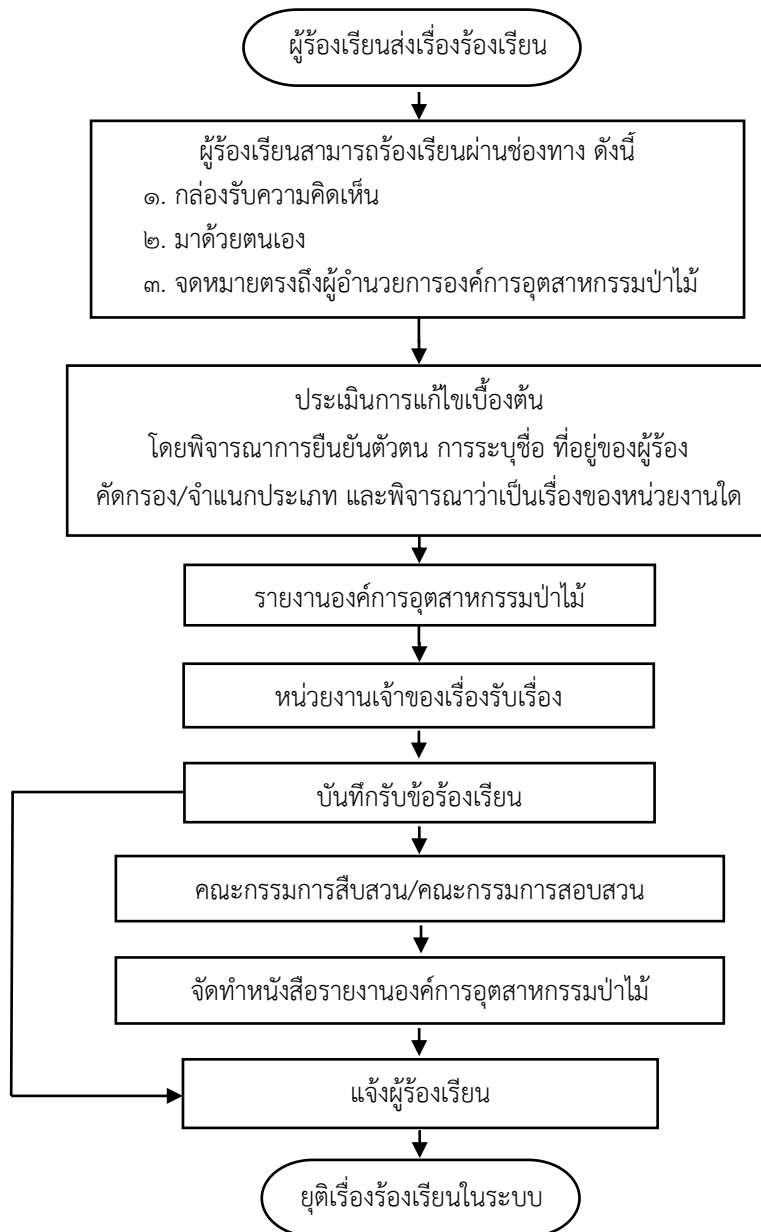 ผู้ร้องเรียนส่งเรื่องร้องเรียน
ผู้ร้องเรียนสามารถร้องเรียนผ่านช่องทาง ดังนี้
๑. กล่องรับความคิดเห็น
๒. มาด้วยตนเอง
๓. จดหมายตรงถึงผู้อำนวยการองค์การอุตสาหกรรมป่าไม้
ประเมินการแก้ไขเบื้องต้น
โดยพิจารณาการยืนยันตัวตน การระบุชื่อ ที่อยู่ของผู้ร้อง
คัดกรอง/จำแนกประเภท และพิจารณาว่าเป็นเรื่องของหน่วยงานใด
รายงานองค์การอุตสาหกรรมป่าไม้
หน่วยงานเจ้าของเรื่องรับเรื่อง
บันทึกรับข้อร้องเรียน
คณะกรรมการสืบสวน/คณะกรรมการสอบสวน
จัดทำหนังสือรายงานองค์การอุตสาหกรรมป่าไม้
แจ้งผู้ร้องเรียน
ยุติเรื่องร้องเรียนในระบบ